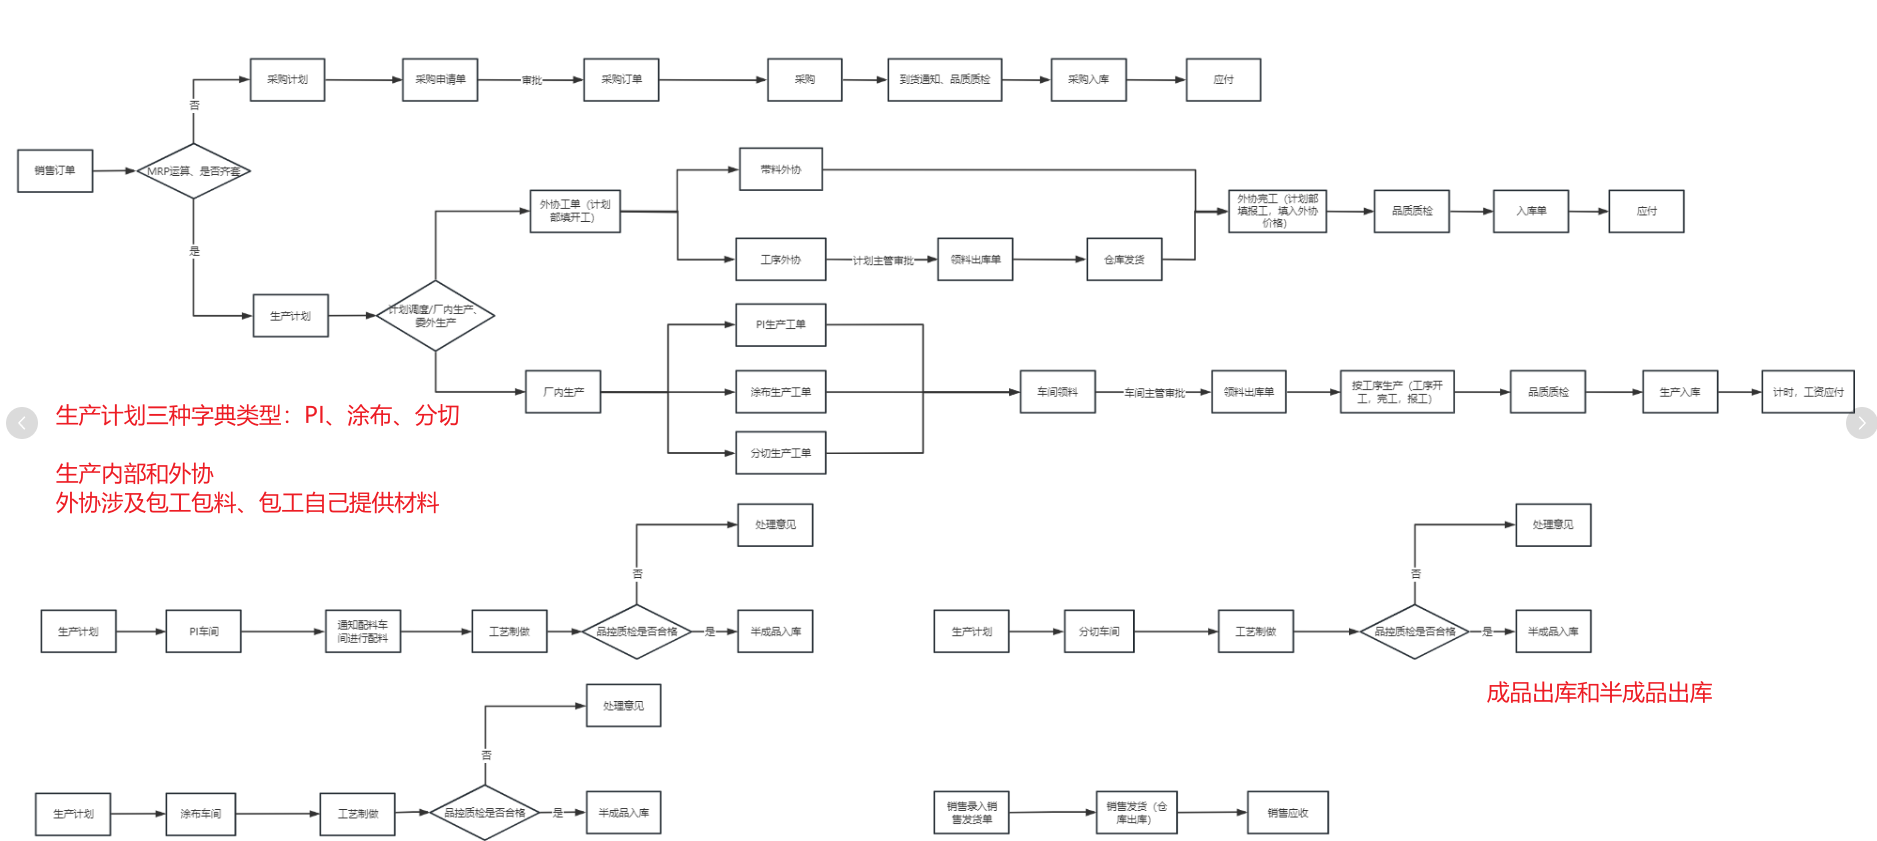 采购计划
采购申请单
审批
采购订单
采购
到货通知、品质质检
采购入库
应付
否
销售订单
MRP运算、是否齐套
是
带料外协
外协工单（计划
部填开工）
外协完工（计划部
填报工，填入外协
价格）
品质质检
入库单
应付
工序外协
计划主管审批
领料出库单
仓库发货
生产计划
计划调度/厂内生产、
委外生产
PI生产工单
厂内生产
涂布生产工单
车间领料
车间主管审批
领料出库单
按工序生产（工序开
工，完工，报工）
品质质检
生产入库
计时，工资应付
分切生产工单
生产计划三种字典类型：PI、涂布、分切
生产内部和外协
外协涉及包工包料、包工自己提供材料
处理意见
否
生产计划
PI车间
通知配料车
间进行配料
工艺制做
品控质检是否合格
是
半成品入库
处理意见
否
生产计划
分切车间
工艺制做
品控质检是否合格
是
半成品入库
成品出库和半成品出库
处理意见
否
生产计划
涂布车间
工艺制做
品控质检是否合格
是
半成品入库
销售录入销
售发货单
销售发货（仓
库出库）
销售应收